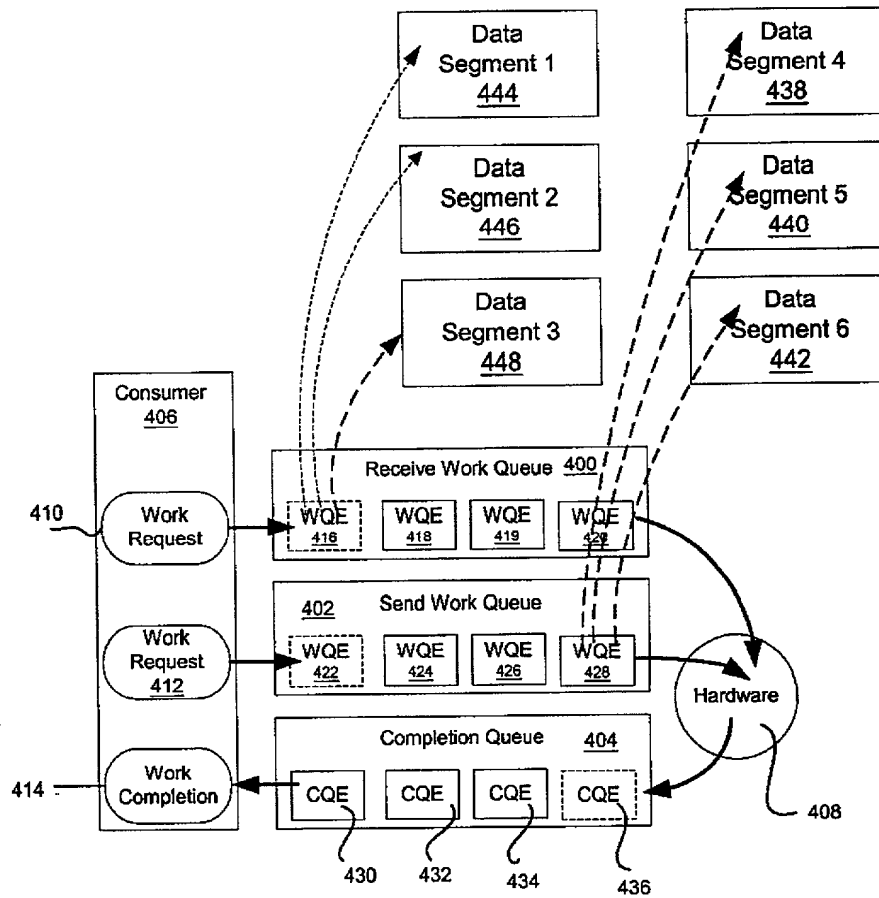 Data
Segment 1
444
Data
Segment 4
438
Data
Segment 2
446
Data
Segment 5
440
Data
Segment 3
448
Data
Segment 6
442
Consumer
406
Receive Work Queue 400
410
Work
Request
WQE
416
WQE
418
WQE
419
WQE
420
402 Send Work Queue
Work
Request
412
WQE
422
WQE
424
WQE
426
WQE
428
Hardware
Completion Queue 404
414
Work
Completion
CQE
CQE
CQE
CQE
408
430
432
434
436